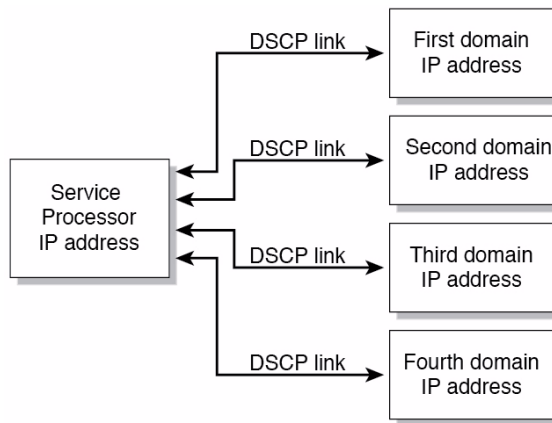 DSCP link
First domain
IP address
DSCP link
Second domain
IP address
Service
Processor
IP address
DSCP link
Third domain
IP address
DSCP link
Fourth domain
IP address